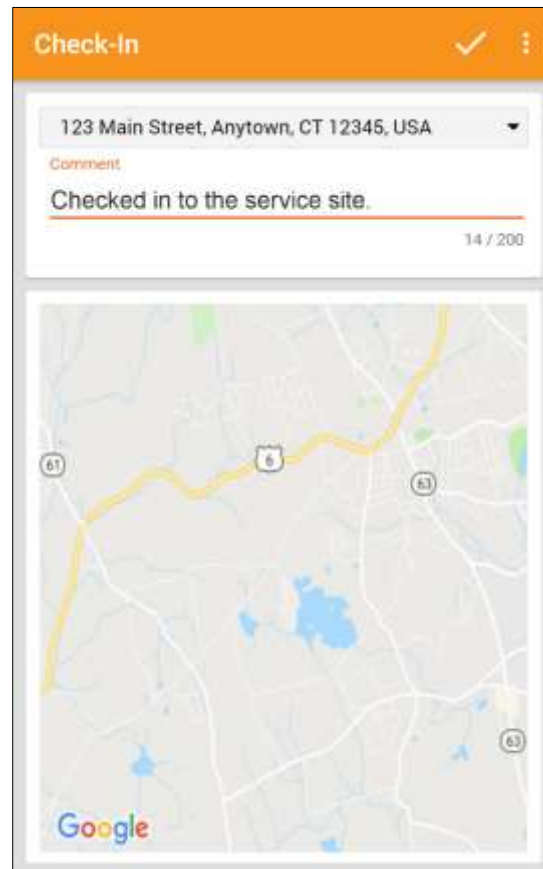 Check-In
123 Main Street, Anytown, CT 12345, USA
Comment
Checked in to the service site.
14 / 200
61
6
63
63
Google